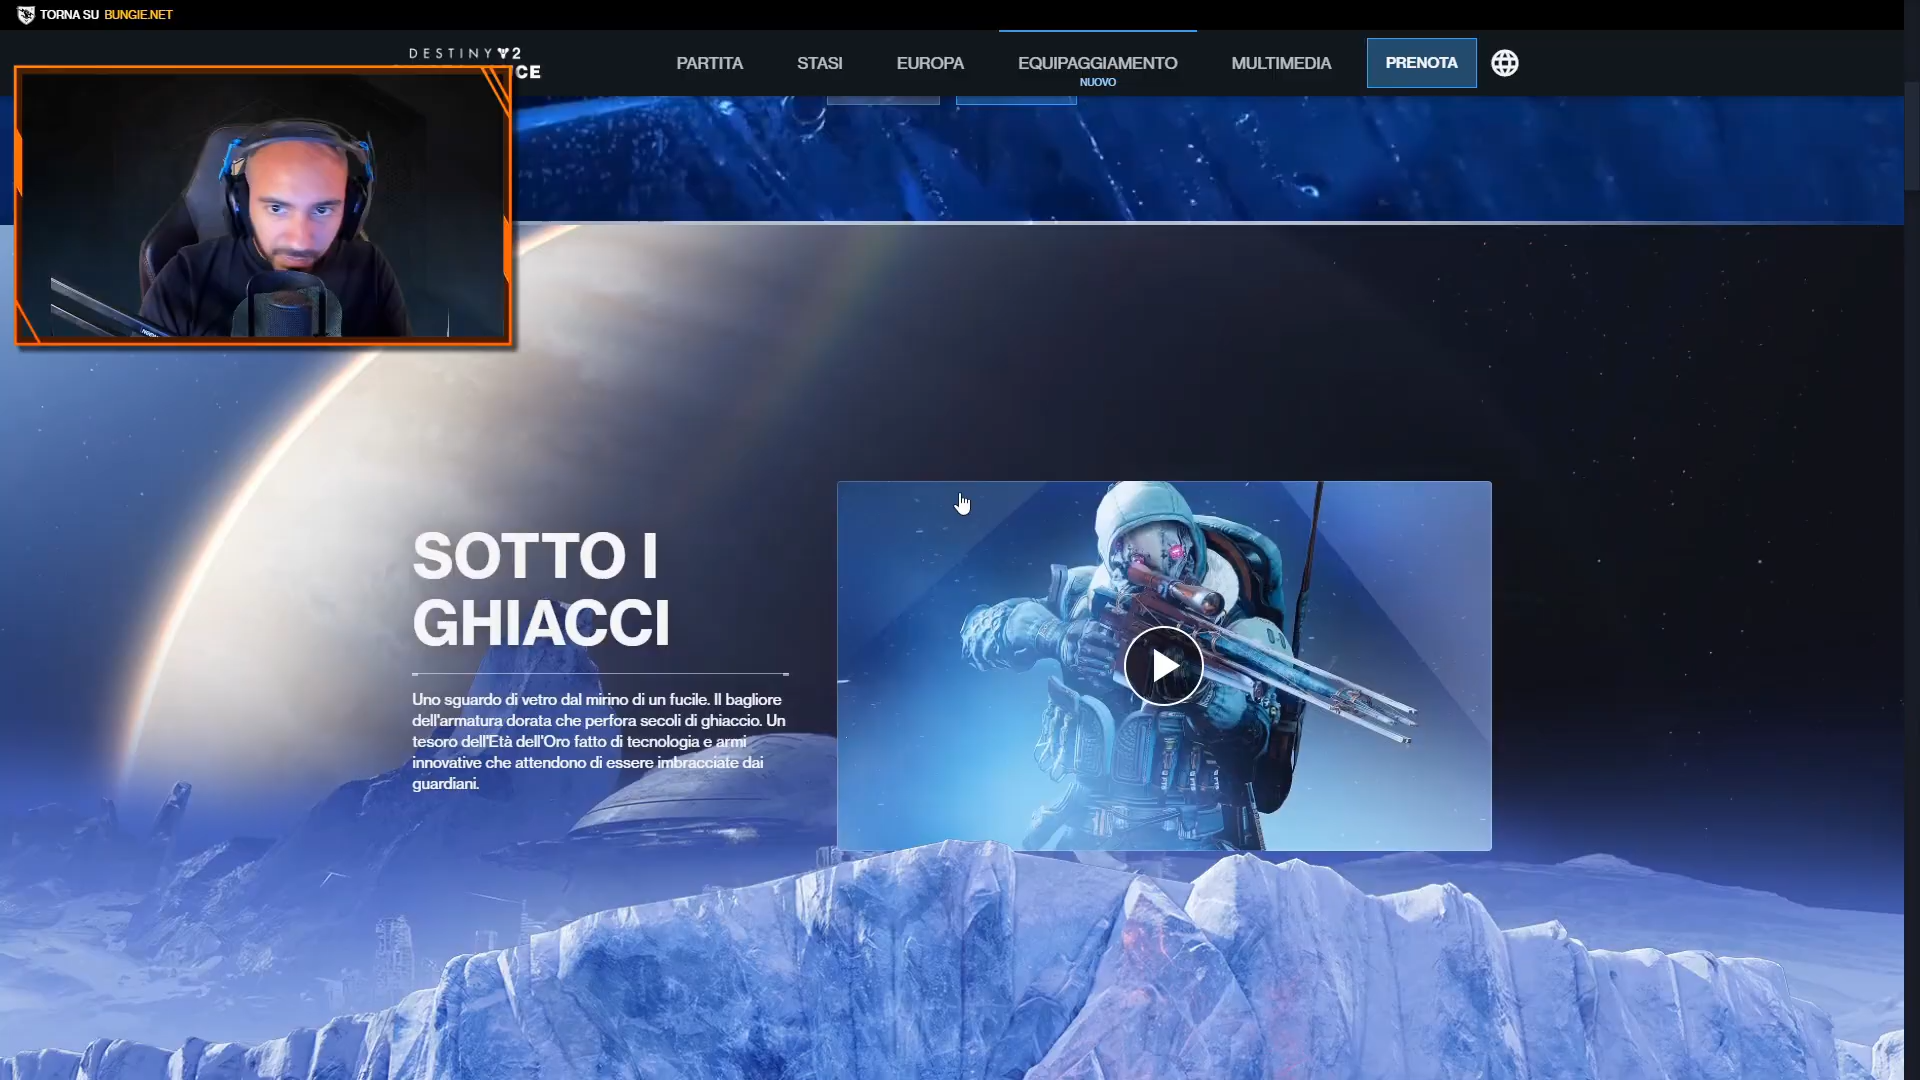 TORNA SU BUNGIE.NET
DESTINY 2
CE
PARTITA
STASI
EUROPA
EQUIPAGGIAMENTO
NUOVO
MULTIMEDIA
PRENOTA
SOTTO I
GHIACCI
Uno sguardo di vetro dal mirino di un fucile. Il bagliore
dell'armatura dorata che perfora secoli di ghiaccio. Un
tesoro dell'Età dell'Oro fatto di tecnologia e armi
innovative che attendono di essere imbracciate dai
guardiani.